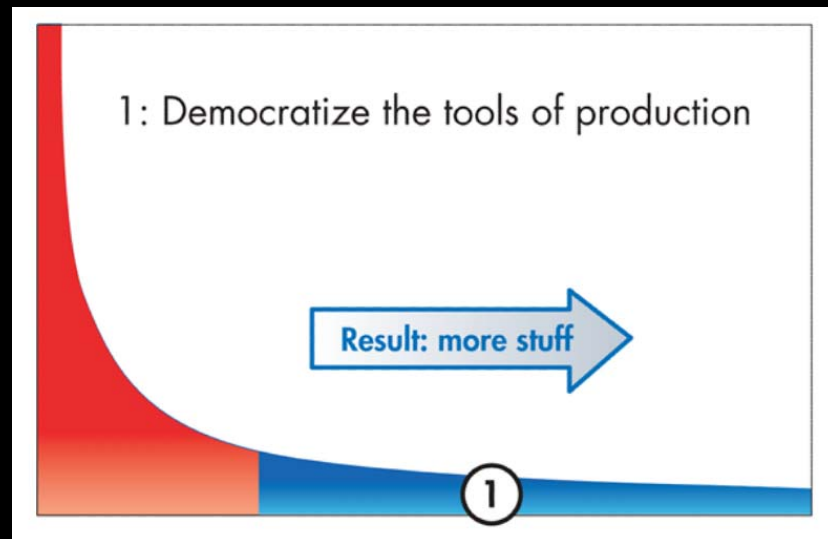 1: Democratize the tools of production
Result: more stuff
1